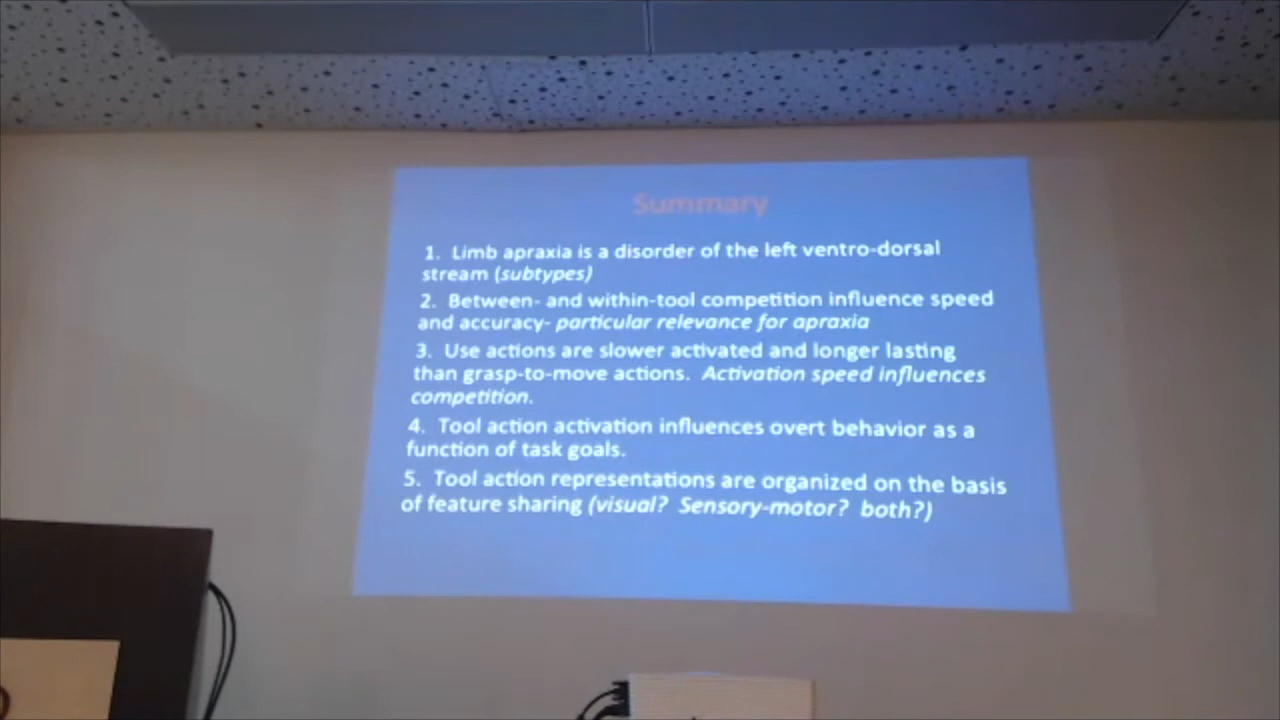 Summary
1. Limb apraxia is a disorder of the left ventro-dorsal
stream (subtypes)
2. Between- and within-tool competition influence speed
and accuracy- particular relevance for apraxia
3. Use actions are slower activated and longer lasting
than grasp-to-move actions. Activation speed influences
competition.
4. Tool action activation influences overt behavior as a
function of task goals.
5. Tool action representations are organized on the basis
of feature sharing (visual? Sensory-motor? both?)